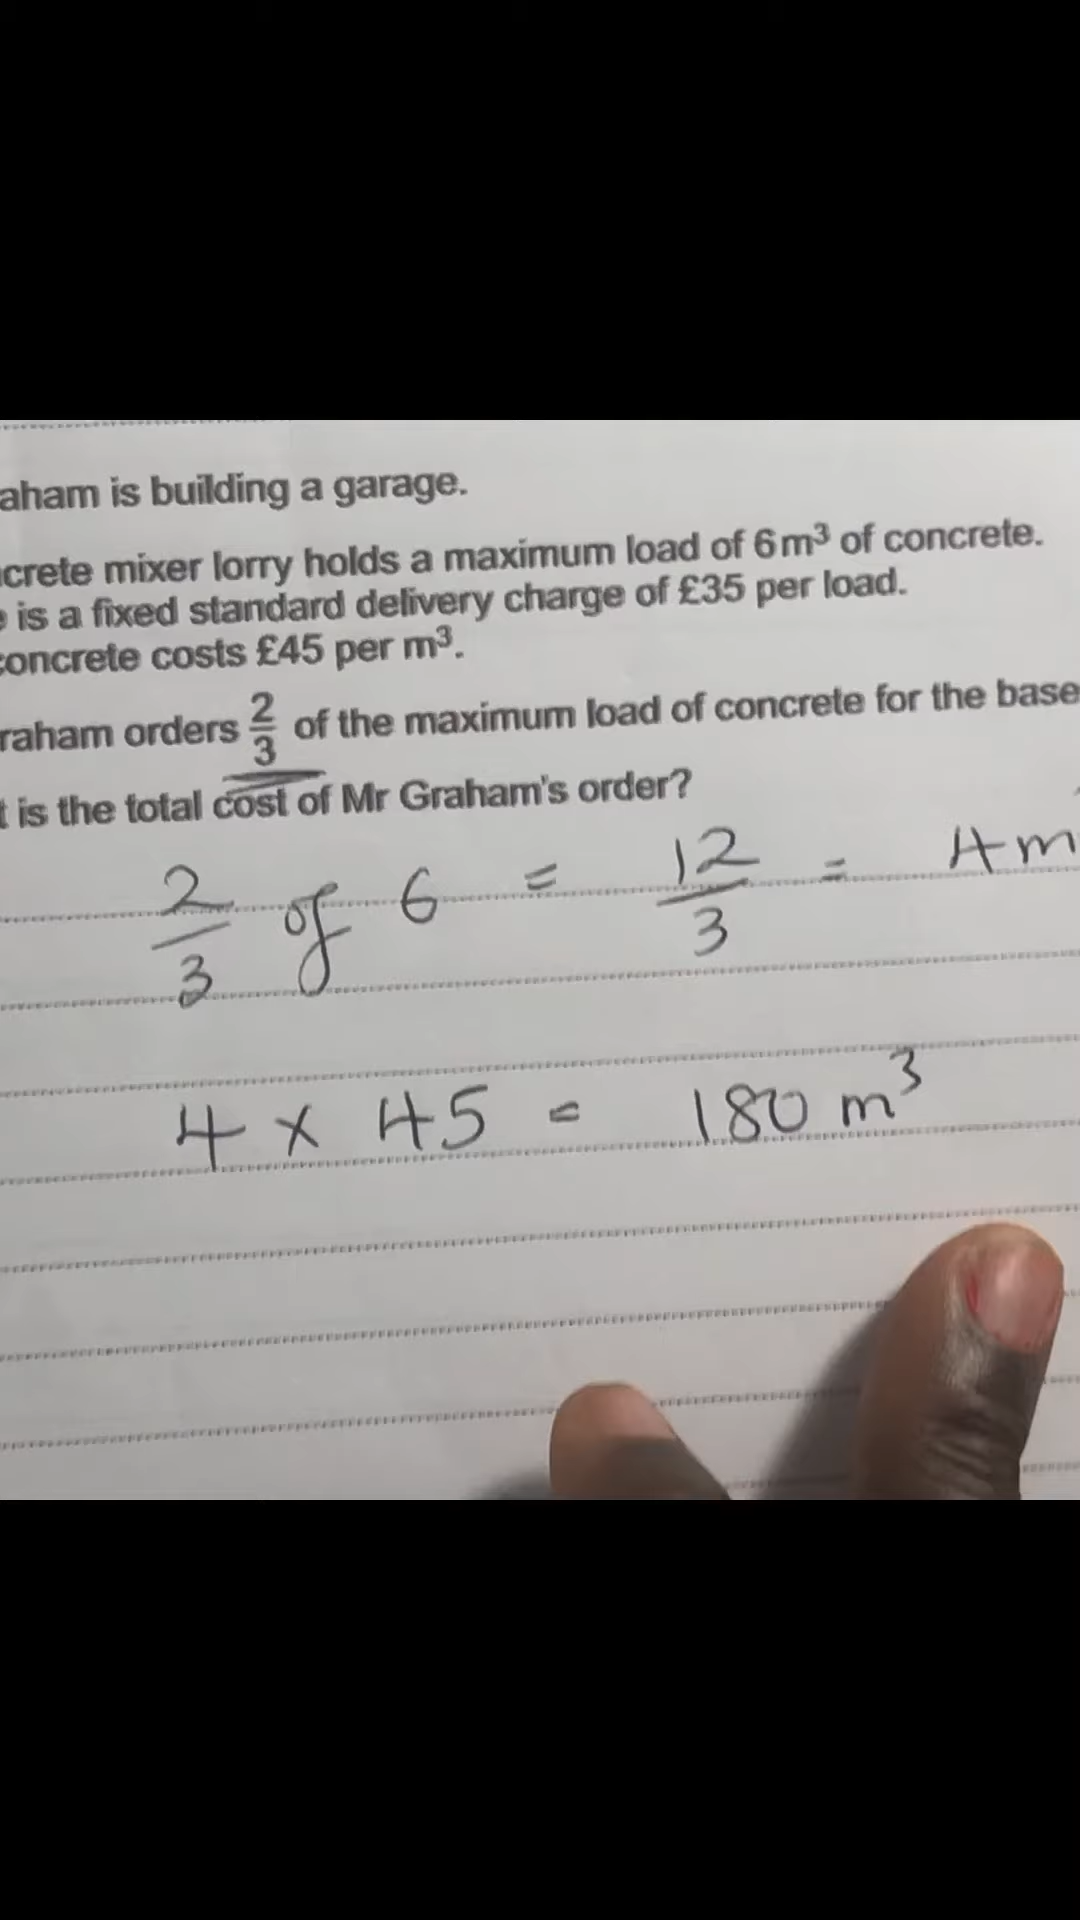 aham is building a garage.
crete mixer lorry holds a maximum load of 6 m³ of concrete.
is a fixed standard delivery charge of £35 per load.
concrete costs £45 per m³.
raham orders 2/3 of the maximum load of concrete for the base
t is the total cost of Mr Graham's order?
2/3 of 6 = 12/3 = 4m
4 × 45 = 180 m³